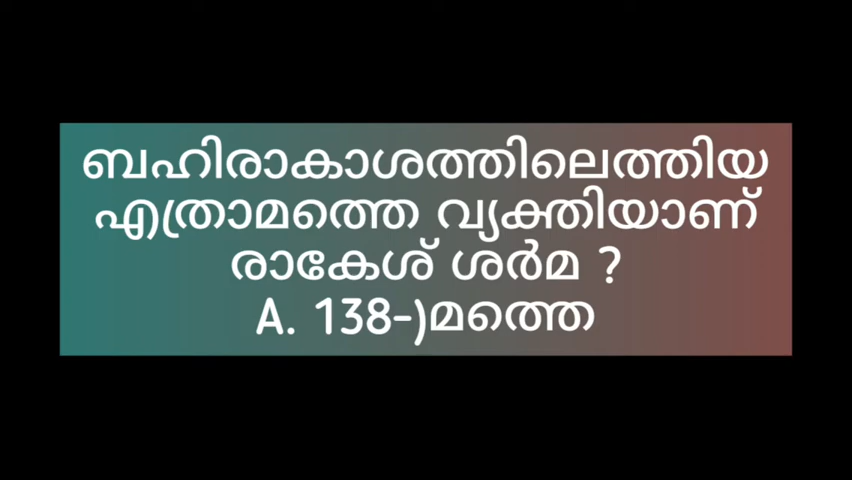 ബഹിരാകാശത്തിലെത്തിയ
എത്രാമത്തെ വ്യക്തിയാണ്
രാകേശ് ശർമ ?
A. 138-)മത്തെ